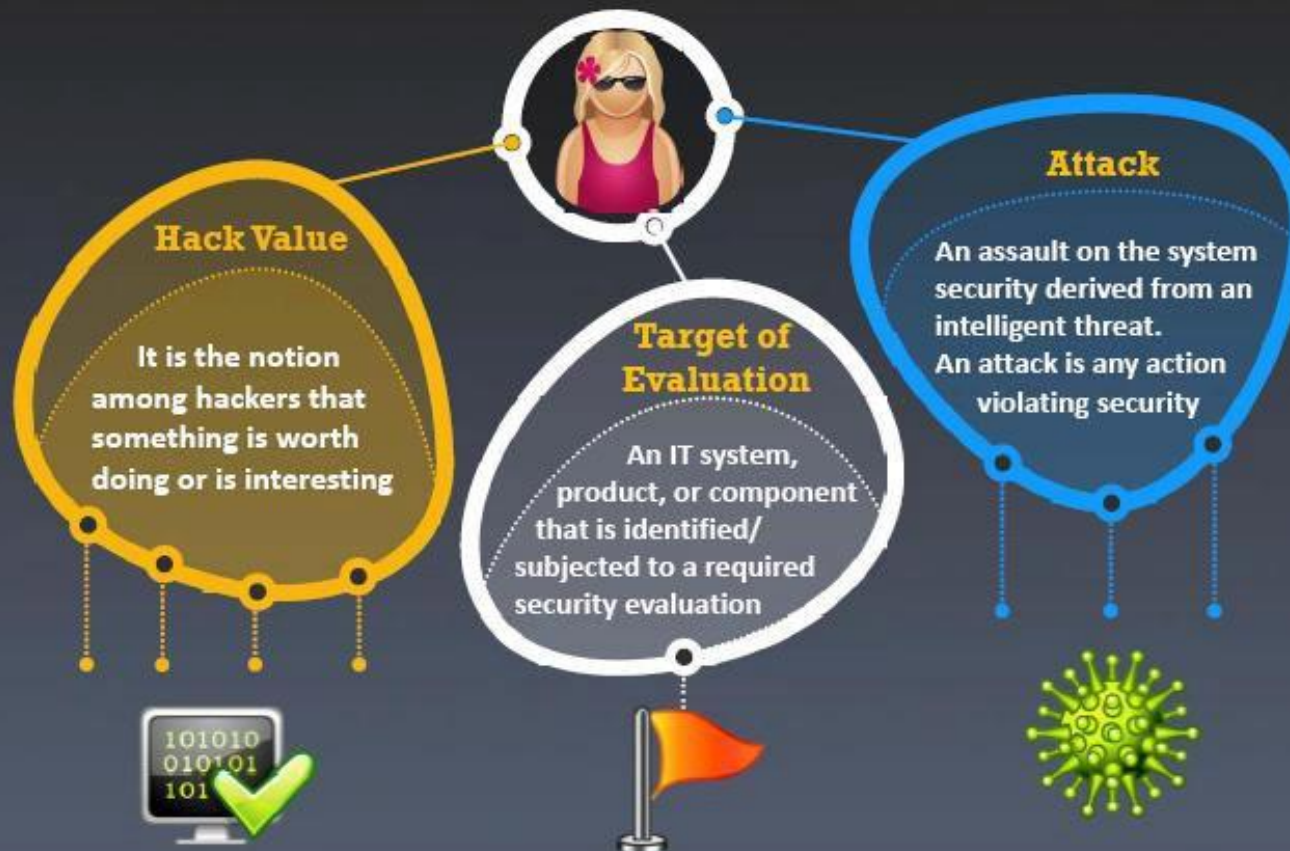 Hack Value
It is the notion
among hackers that
something is worth
doing or is interesting
Target of
Evaluation
An IT system,
product, or component
that is identified/
subjected to a required
security evaluation
Attack
An assault on the system
security derived from an
intelligent threat.
An attack is any action
violating security
101010
010101
101